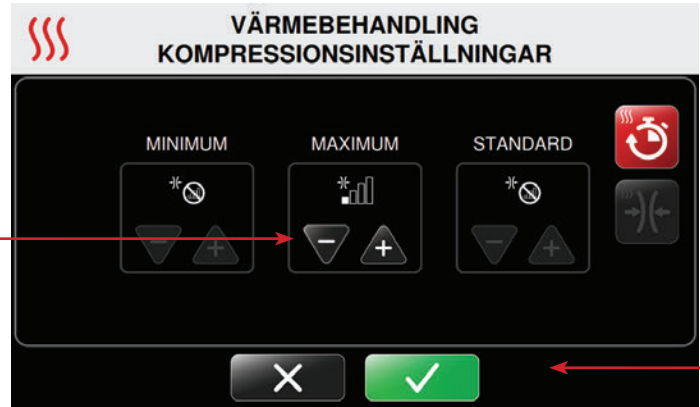 VÄRMEBEHANDLING
KOMPRESSIONSINSTÄLLNINGAR
MINIMUM
MAXIMUM
STANDARD